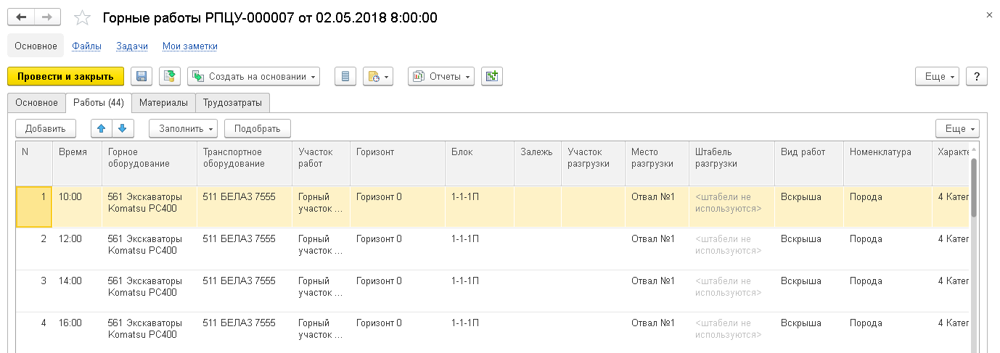 Горные работы РПЦУ-000007 от 02.05.2018 8:00:00
Основное Файлы Задачи Мои заметки
Провести и закрыть Создать на основании Отчеты Еще ?
Основное Работы (44) Материалы Трудозатраты
Добавить Заполнить Подобрать Еще
N Время Горное Транспортное Участок Горизонт Блок Залежь Участок Место Штабель Вид работ Номенклатура Характе
оборудование оборудование работ разгрузки разгрузки разгрузки
1 10:00 561 Экскаваторы 511 БЕЛАЗ 7555 Горный Горизонт 0 1-1-1П Отвал №1 <штабели не Вскрыша Порода 4 Катег
Komatsu PC400 участок ... используются>
2 12:00 561 Экскаваторы 511 БЕЛАЗ 7555 Горный Горизонт 0 1-1-1П Отвал №1 <штабели не Вскрыша Порода 4 Катег
Komatsu PC400 участок ... используются>
3 14:00 561 Экскаваторы 511 БЕЛАЗ 7555 Горный Горизонт 0 1-1-1П Отвал №1 <штабели не Вскрыша Порода 4 Катег
Komatsu PC400 участок ... используются>
4 16:00 561 Экскаваторы 511 БЕЛАЗ 7555 Горный Горизонт 0 1-1-1П Отвал №1 <штабели не Вскрыша Порода 4 Катег
Komatsu PC400 участок ... используются>